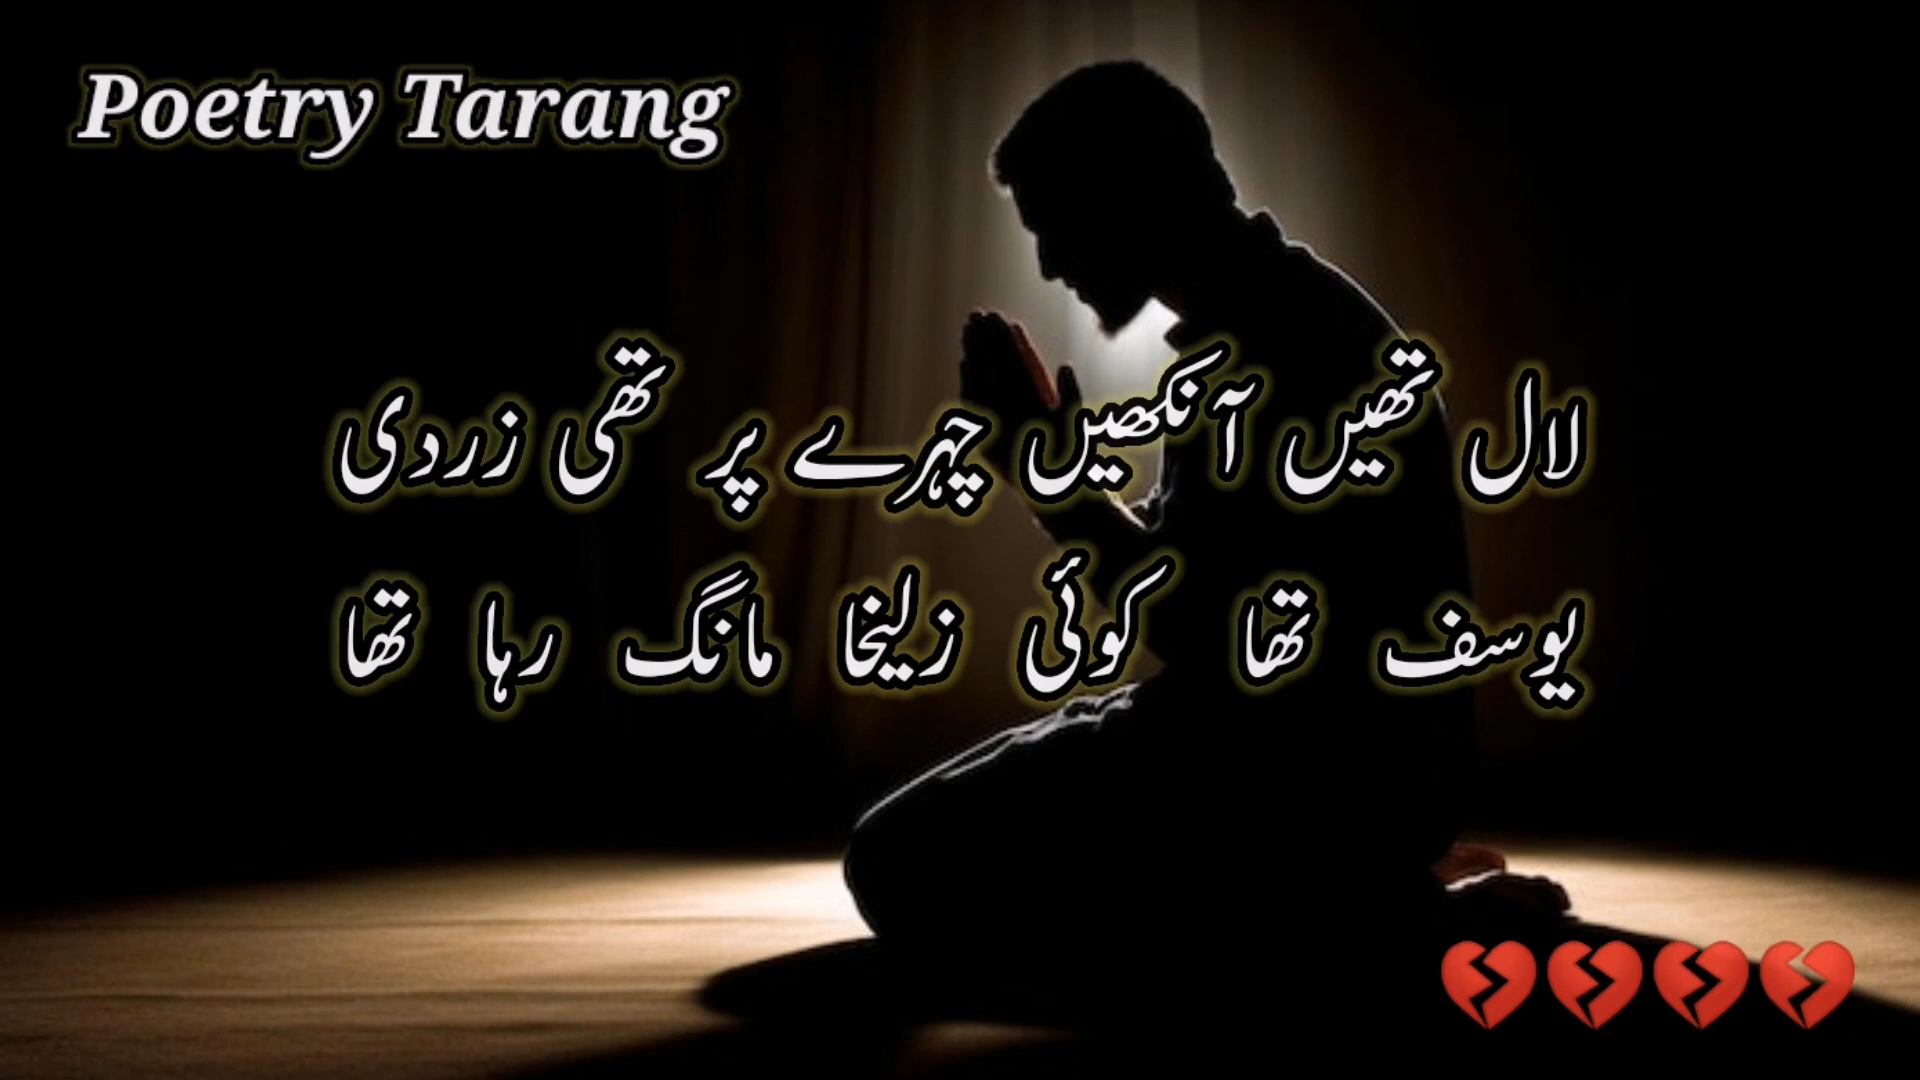 Poetry Tarang
لال تھیں آنکھیں چہرے پر تھی زردی
یوسف تھا کوئی زلیخا مانگ رہا تھا
💔💔💔💔